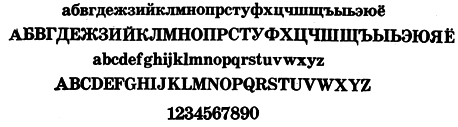 абвгдежзийклмнопрстуфхцчшщъыьэюё
АБВГДЕЖЗИЙКЛМНОПРСТУФХЦЧШЩЪЫЬЭЮЯЁ
abcdefghijklmnopqrstuvwxyz
ABCDEFGHIJKLMNOPQRSTUVWXYZ
1234567890